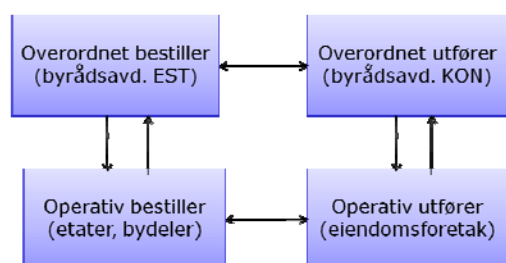 Overordnet bestiller
(byrådsavd. EST)
Overordnet utfører
(byrådsavd. KON)
Operativ bestiller
(etater, bydeler)
Operativ utfører
(eiendomsforetak)